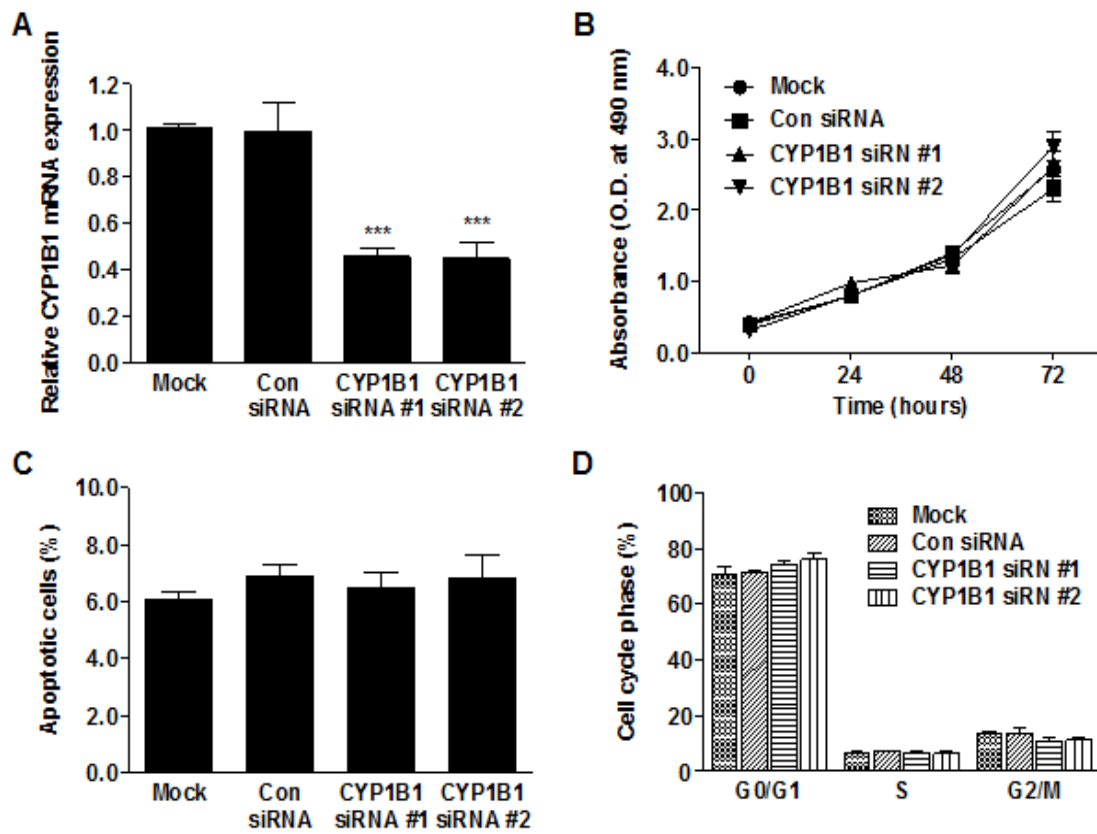 A
Relative CYP1B1 mRNA expression
1.2
1.0
0.8
0.6
0.4
0.2
0.0
***
***
Mock
Con
siRNA
CYP1B1
siRNA #1
CYP1B1
siRNA #2
B
Absorbance (O.D. at 490 nm)
4.0
3.0
2.0
1.0
0.0
Mock
Con siRNA
CYP1B1 siRN #1
CYP1B1 siRN #2
0
24
48
72
Time (hours)
C
Apoptotic cells (%)
10.0
8.0
6.0
4.0
2.0
0.0
Mock
Con
siRNA
CYP1B1
siRNA #1
CYP1B1
siRNA #2
D
Cell cycle phase (%)
100
80
60
40
20
0
Mock
Con siRNA
CYP1B1 siRN #1
CYP1B1 siRN #2
G0/G1
S
G2/M